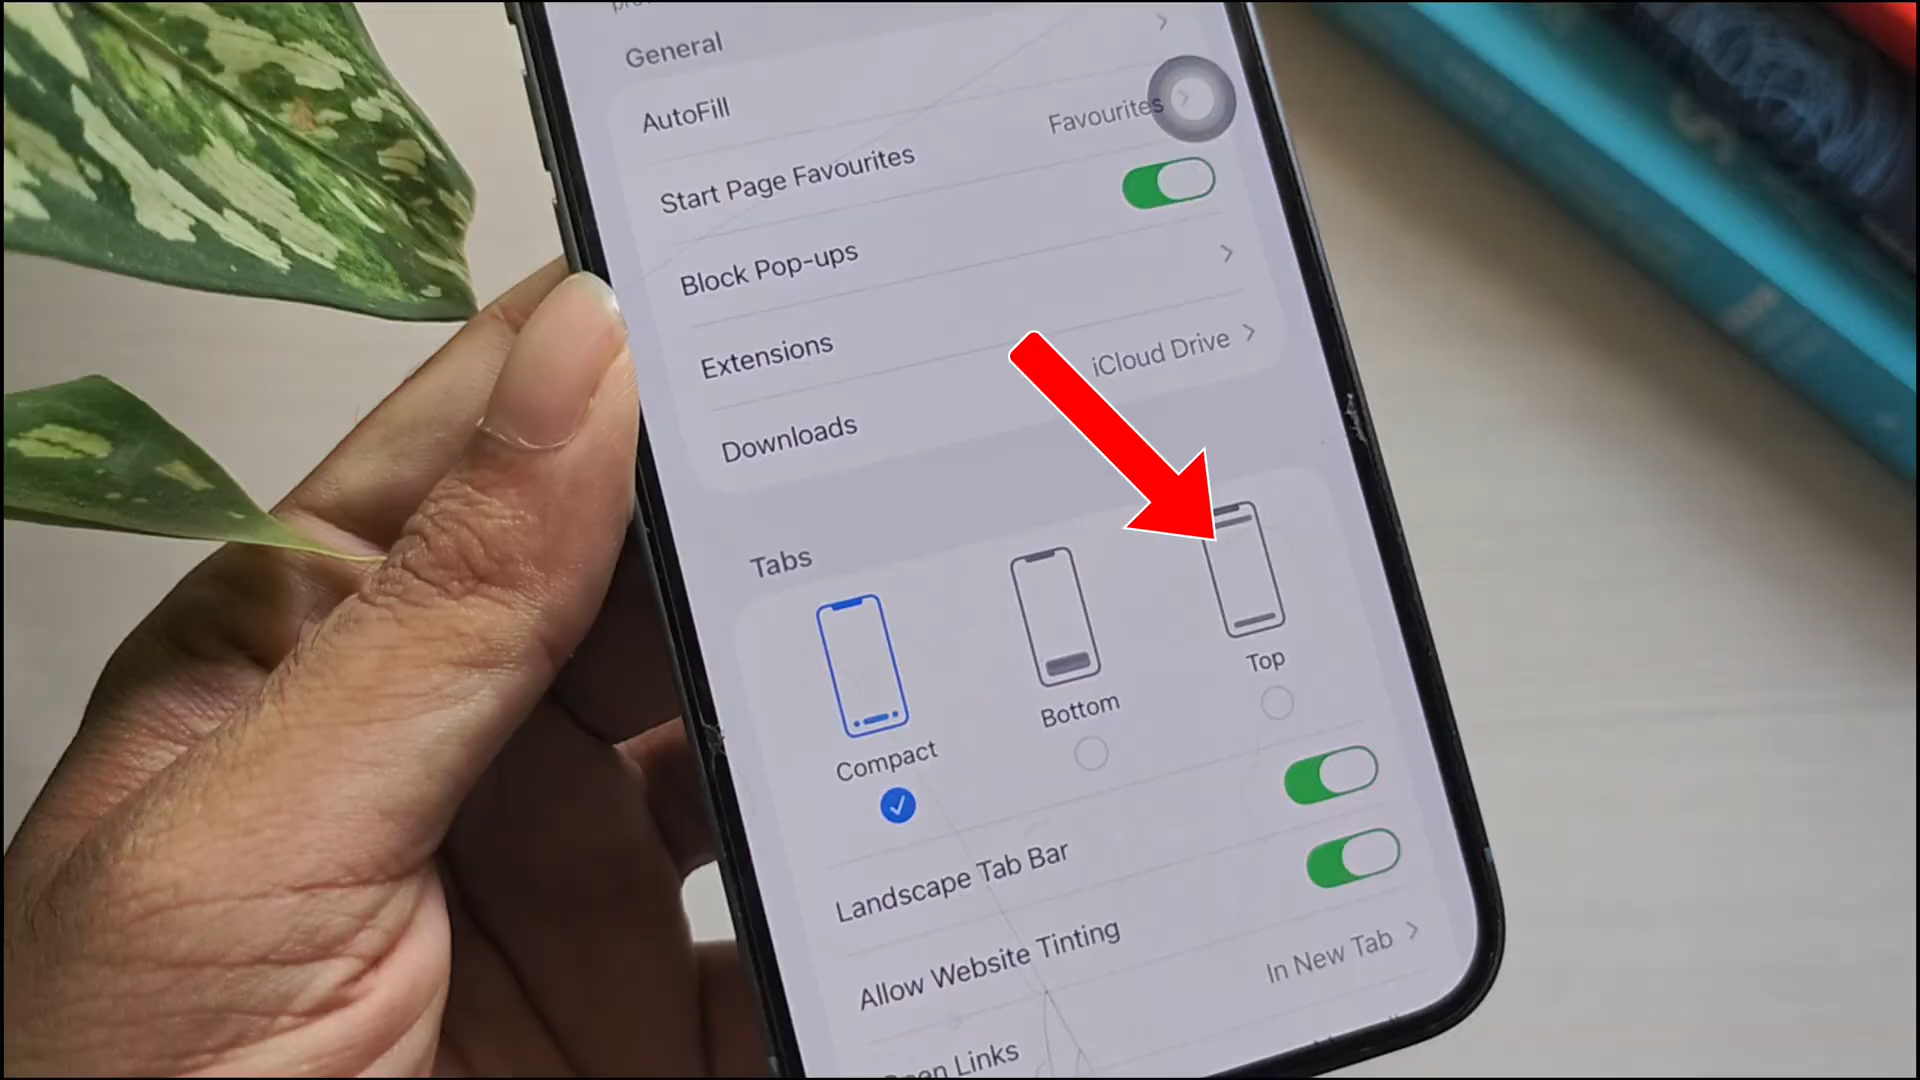 General
AutoFill
Start Page Favourites
Favourites
Block Pop-ups
Extensions
Downloads
iCloud Drive
Tabs
Compact
Bottom
Top
Landscape Tab Bar
Allow Website Tinting
Links
In New Tab